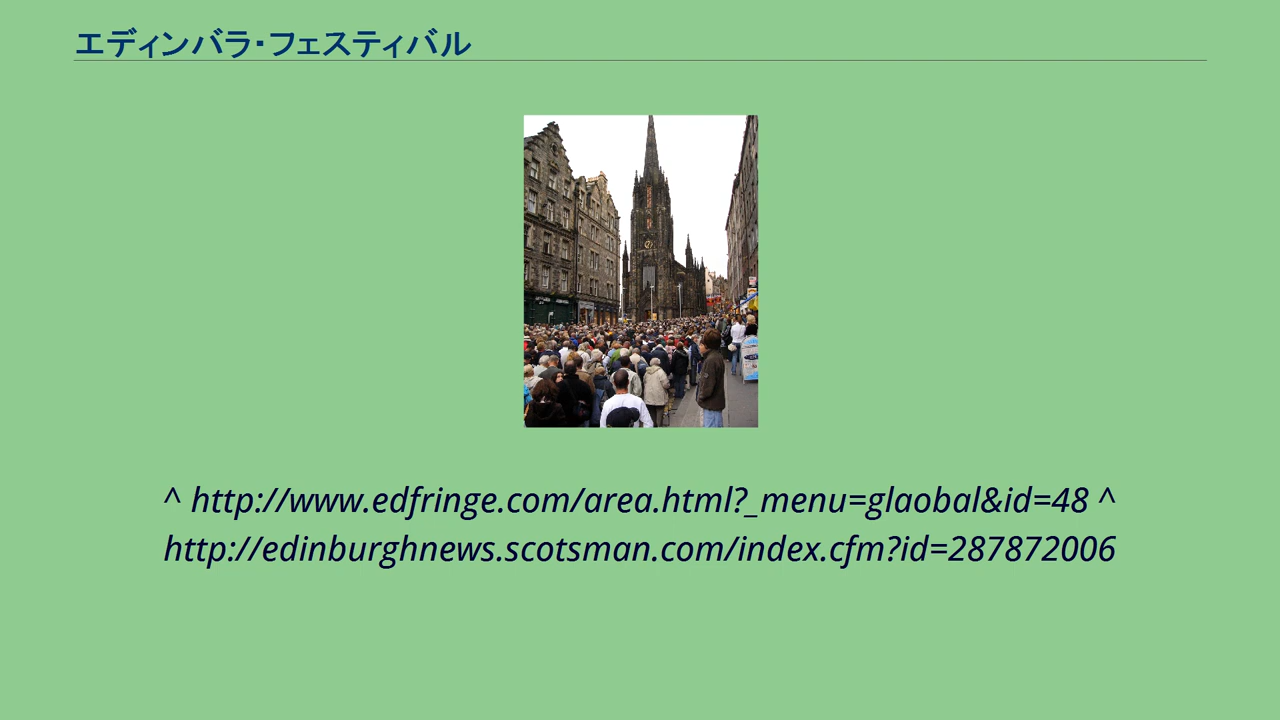 エディンバラ・フェスティバル
^ http://www.edfringe.com/area.html?_menu=glaobal&id=48 ^
http://edinburghnews.scotsman.com/index.cfm?id=287872006